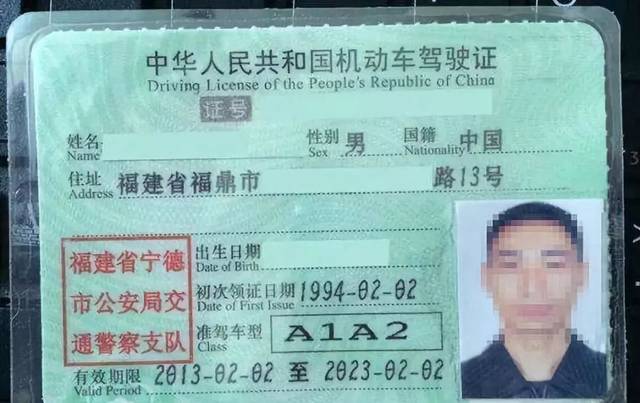 中华人民共和国机动车驾驶证
Driving License of the People's Republic of China
证号
姓名
Name
性别 男
Sex
国籍 中国
Nationality
住址 福建省福鼎市 路13号
Address
福建省宁德
市公安局交
通警察支队
出生日期
Date of Birth
初次领证日期 1994-02-02
Date of First Issue
准驾车型 A1A2
Class
有效期限 2013-02-02 至 2023-02-02
Valid Period